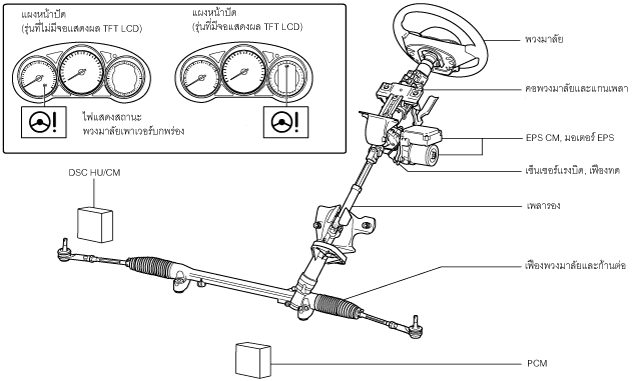 แผงหน้าปัด
(รุ่นที่ไม่มีจอแสดงผล TFT LCD)
แผงหน้าปัด
(รุ่นที่มีจอแสดงผล TFT LCD)
ไฟแสดงสถานะ
พวงมาลัยเพาเวอร์บกพร่อง
พวงมาลัย
คอพวงมาลัยและแกนเพลา
EPS CM, มอเตอร์ EPS
เซ็นเซอร์แรงบิด, เฟืองทด
เพลารอง
เฟืองพวงมาลัยและก้านต่อ
DSC HU/CM
PCM